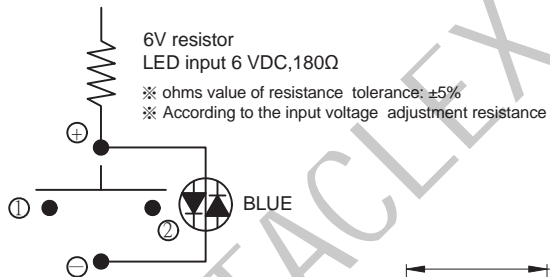 6V resistor
LED input 6 VDC,180Ω
※ ohms value of resistance tolerance: ±5%
※ According to the input voltage adjustment resistance
⊕
① ② BLUE
⊖
TACLEX